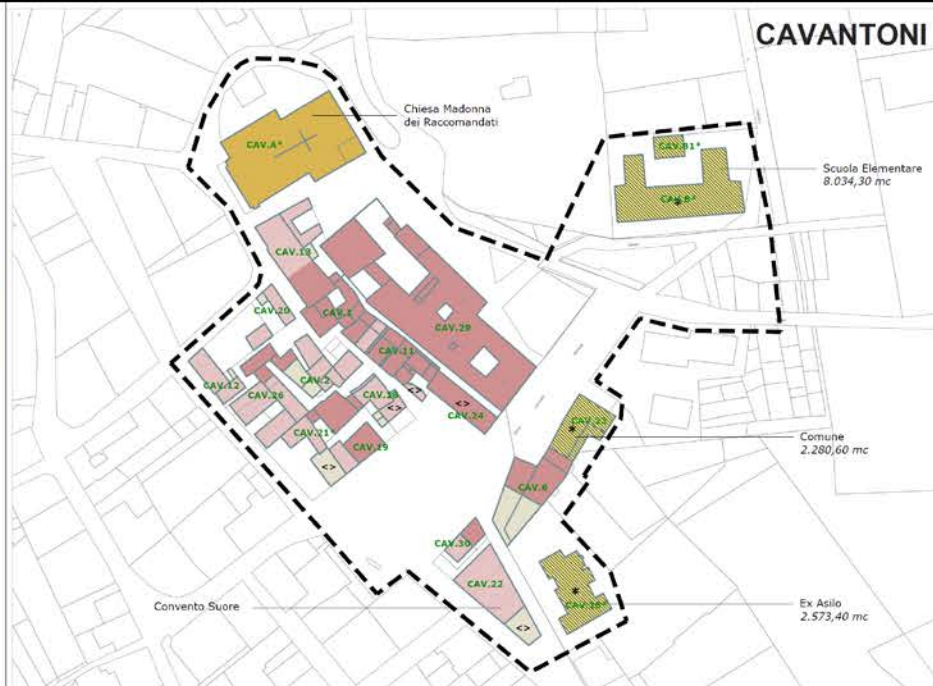 CAVANTONI
Chiesa Madonna
dei Raccomandati
CAV.A*
CAV.B1*
Scuola Elementare
8.034,30 mc
CAV.B*
*
CAV.13
CAV.20
CAV.1
CAV.29
CAV.11
CAV.12
CAV.2
CAV.26
CAV.18
<>
<>
<>
CAV.24
CAV.21
CAV.19
<>
CAV.23
*
Comune
2.280,60 mc
CAV.6
CAV.30
CAV.22
*
Convento Suore
<>
Ex Asilo
2.573,40 mc